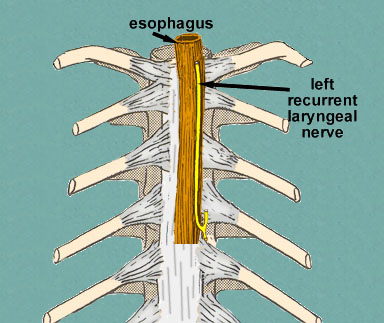 esophagus
left
recurrent
laryngeal
nerve